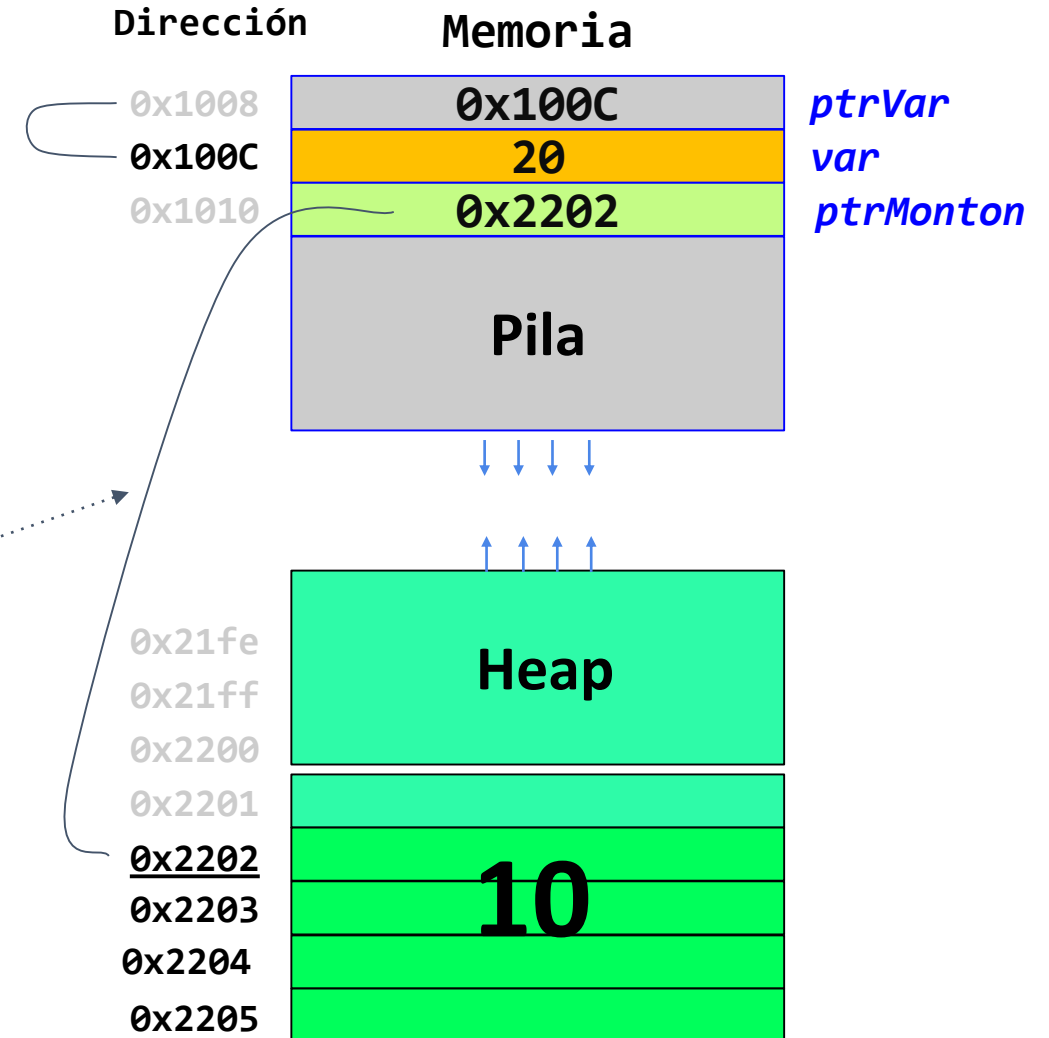 Dirección Memoria
0x1008 0x100C ptrVar
0x100C 20 var
0x1010 0x2202 ptrMonton
Pila
0x21fe
Heap
0x21ff
0x2200
0x2201
0x2202
10
0x2203
0x2204
0x2205